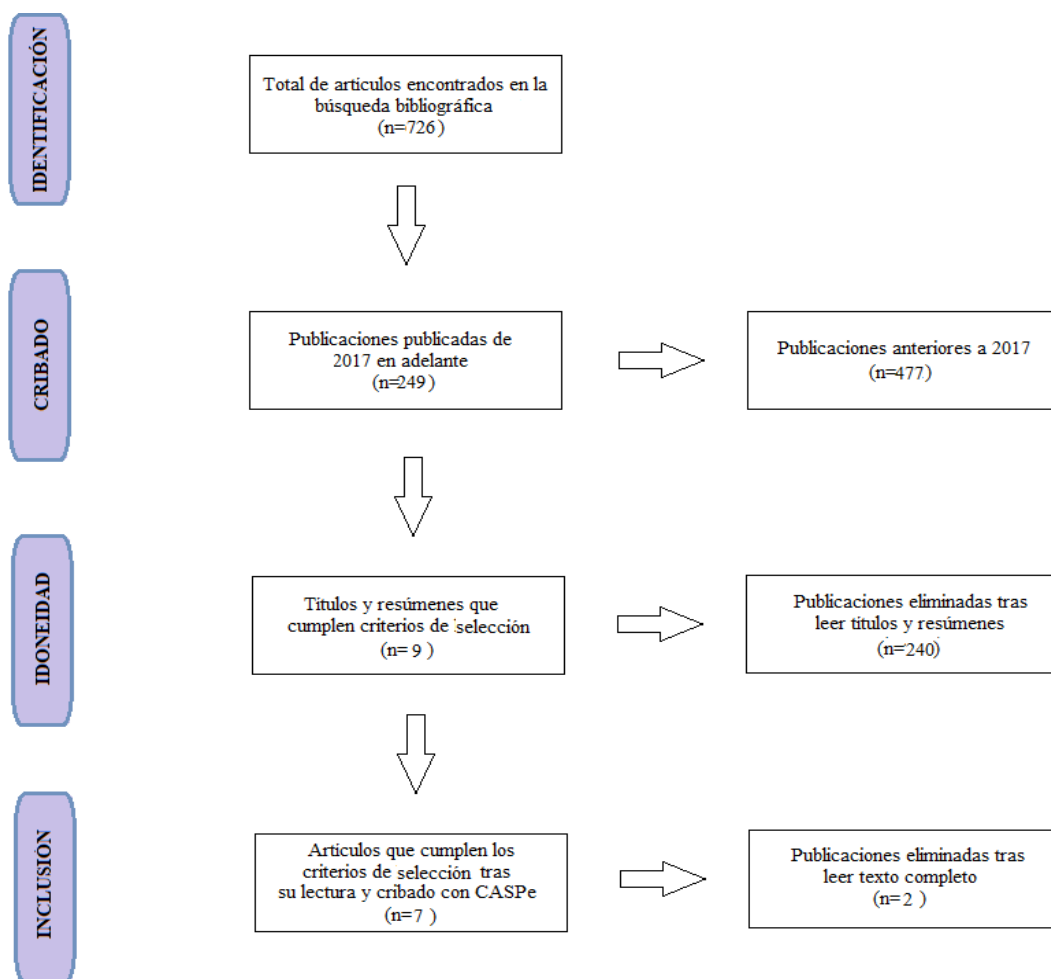 IDENTIFICACIÓN
Total de artículos encontrados en la
búsqueda bibliográfica
(n=726)
CRIBADO
Publicaciones publicadas de
2017 en adelante
(n=249)
Publicaciones anteriores a 2017
(n=477)
IDONEIDAD
Títulos y resúmenes que
cumplen criterios de selección
(n= 9 )
Publicaciones eliminadas tras
leer títulos y resúmenes
(n=240)
INCLUSIÓN
Artículos que cumplen los
criterios de selección tras
su lectura y cribado con CASPe
(n=7 )
Publicaciones eliminadas tras
leer texto completo
(n=2 )